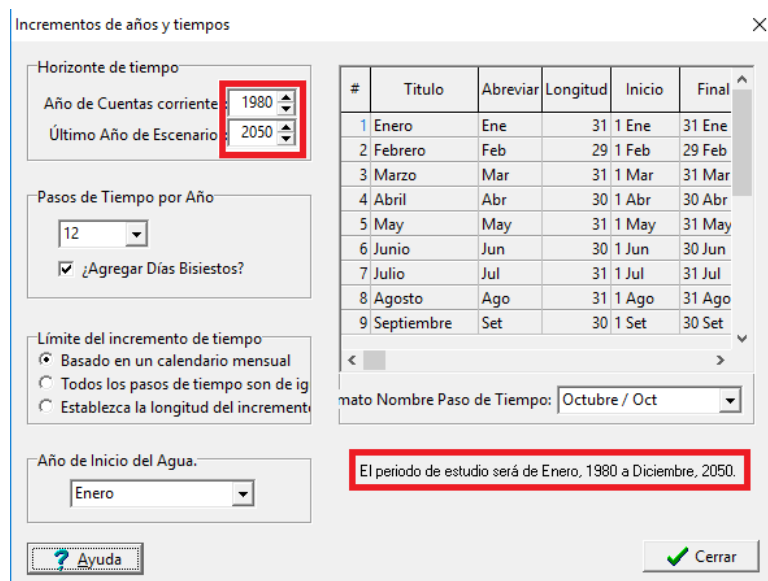 Incrementos de años y tiempos
Horizonte de tiempo
Año de Cuentas corriente: 1980
Último Año de Escenario: 2050
Pasos de Tiempo por Año
12
¿Agregar Días Bisiestos?
Límite del incremento de tiempo
Basado en un calendario mensual
Todos los pasos de tiempo son de ig
Establezca la longitud del increment
Año de Inicio del Agua.
Enero
Ayuda
# Titulo Abreviar Longitud Inicio Final
1 Enero Ene 31 1 Ene 31 Ene
2 Febrero Feb 29 1 Feb 29 Feb
3 Marzo Mar 31 1 Mar 31 Mar
4 Abril Abr 30 1 Abr 30 Abr
5 May May 31 1 May 31 May
6 Junio Jun 30 1 Jun 30 Jun
7 Julio Jul 31 1 Jul 31 Jul
8 Agosto Ago 31 1 Ago 31 Ago
9 Septiembre Set 30 1 Set 30 Set
mato Nombre Paso de Tiempo: Octubre / Oct
El periodo de estudio será de Enero, 1980 a Diciembre, 2050.
Cerrar